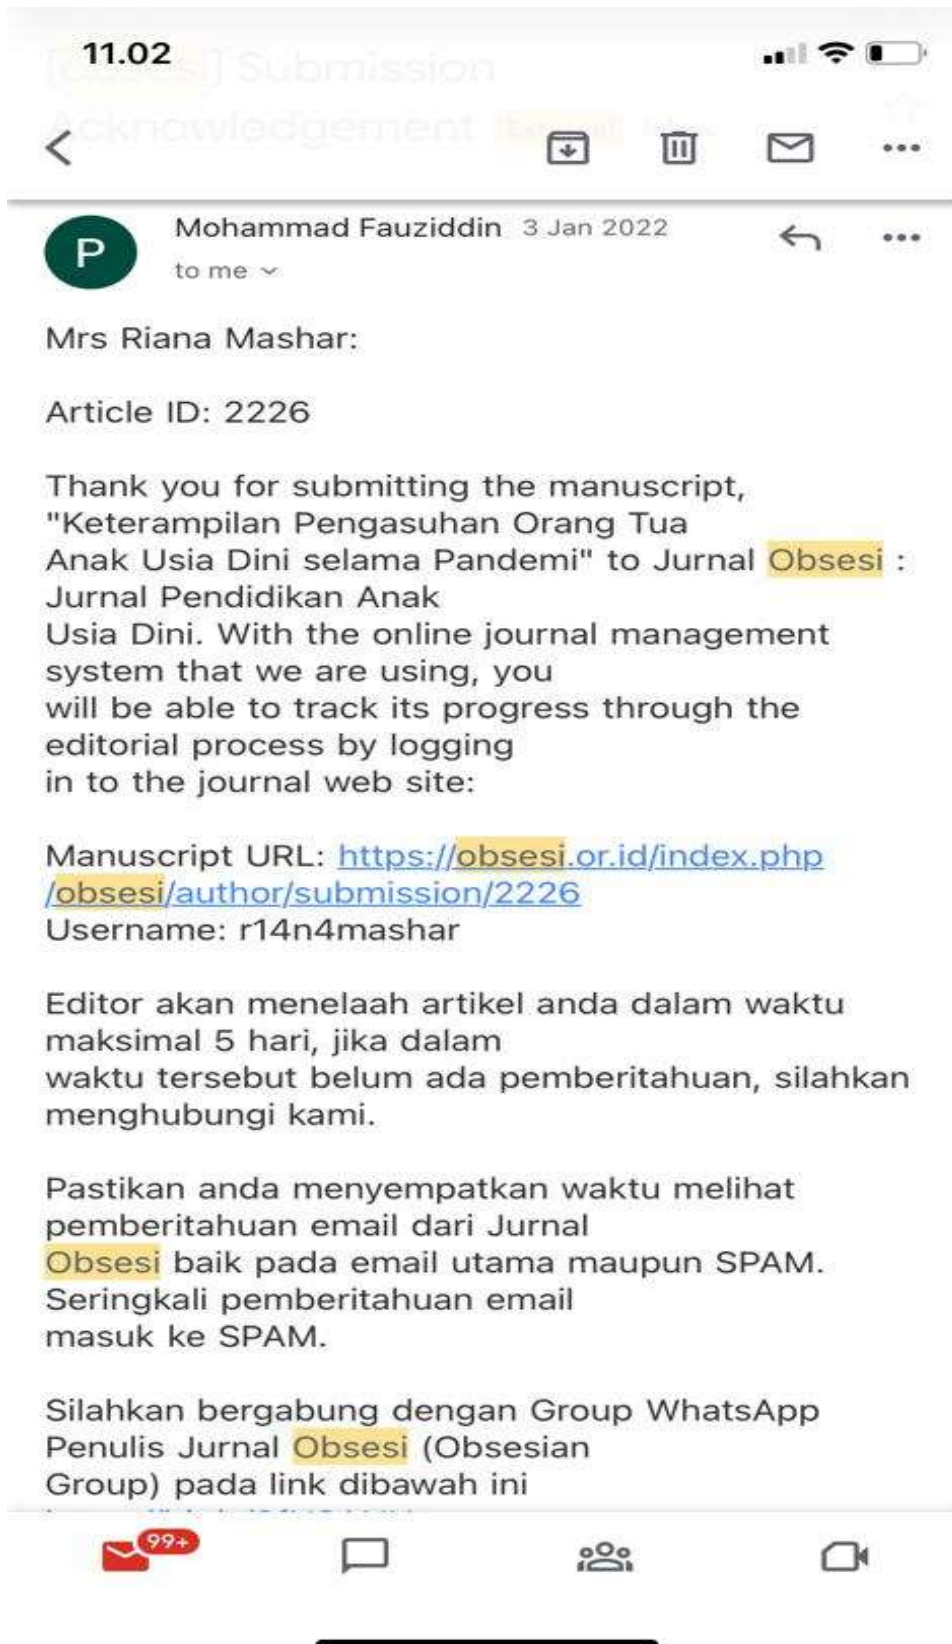 11.02
[obsesi] Submission
Acknowledgement
P
Mohammad Fauziddin 3 Jan 2022
to me
Mrs Riana Mashar:
Article ID: 2226
Thank you for submitting the manuscript,
"Keterampilan Pengasuhan Orang Tua
Anak Usia Dini selama Pandemi" to Jurnal Obsesi :
Jurnal Pendidikan Anak
Usia Dini. With the online journal management
system that we are using, you
will be able to track its progress through the
editorial process by logging
in to the journal web site:
Manuscript URL: https://obsesi.or.id/index.php
/obsesi/author/submission/2226
Username: r14n4mashar
Editor akan menelaah artikel anda dalam waktu
maksimal 5 hari, jika dalam
waktu tersebut belum ada pemberitahuan, silahkan
menghubungi kami.
Pastikan anda menyempatkan waktu melihat
pemberitahuan email dari Jurnal
Obsesi baik pada email utama maupun SPAM.
Seringkali pemberitahuan email
masuk ke SPAM.
Silahkan bergabung dengan Group WhatsApp
Penulis Jurnal Obsesi (Obsesian
Group) pada link dibawah ini
99+